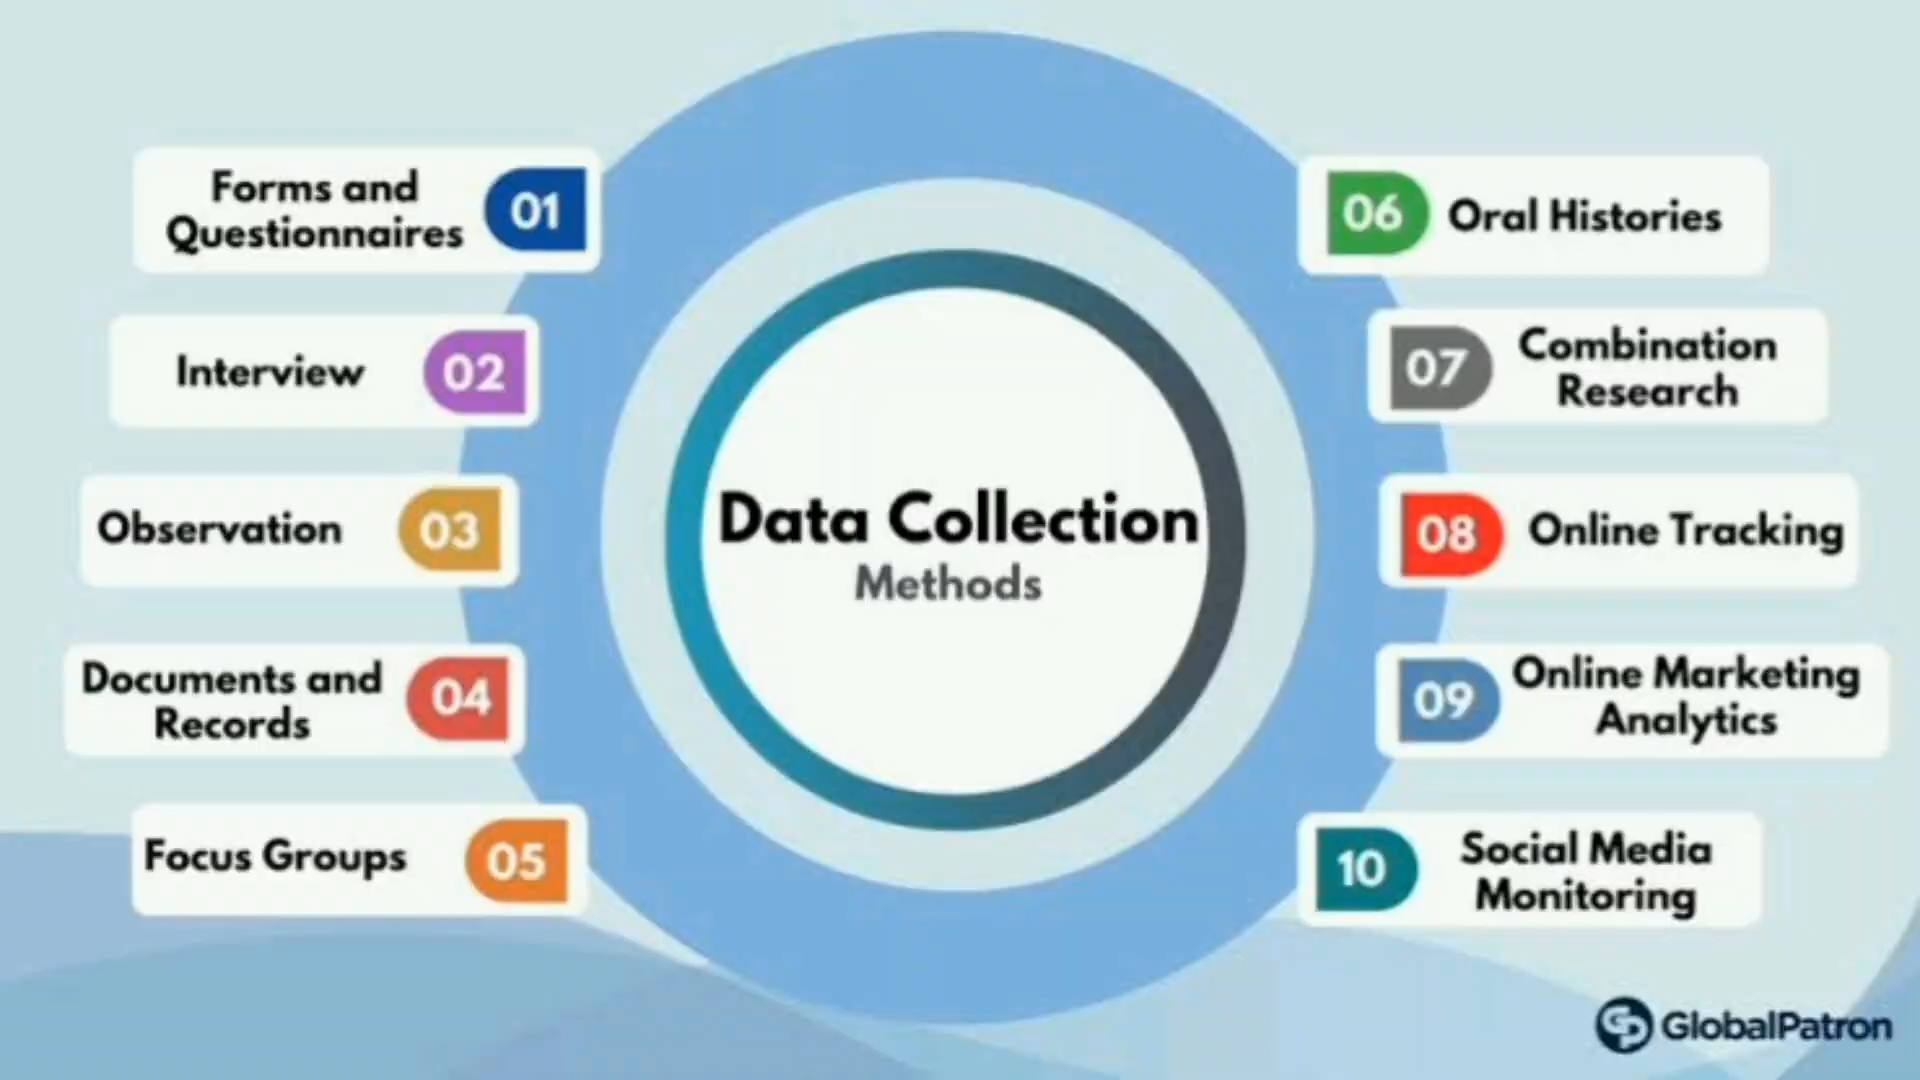 Forms and
Questionnaires
01
Interview
02
Observation
03
Documents and
Records
04
Focus Groups
05
Data Collection
Methods
06
Oral Histories
07
Combination
Research
08
Online Tracking
09
Online Marketing
Analytics
10
Social Media
Monitoring
GlobalPatron